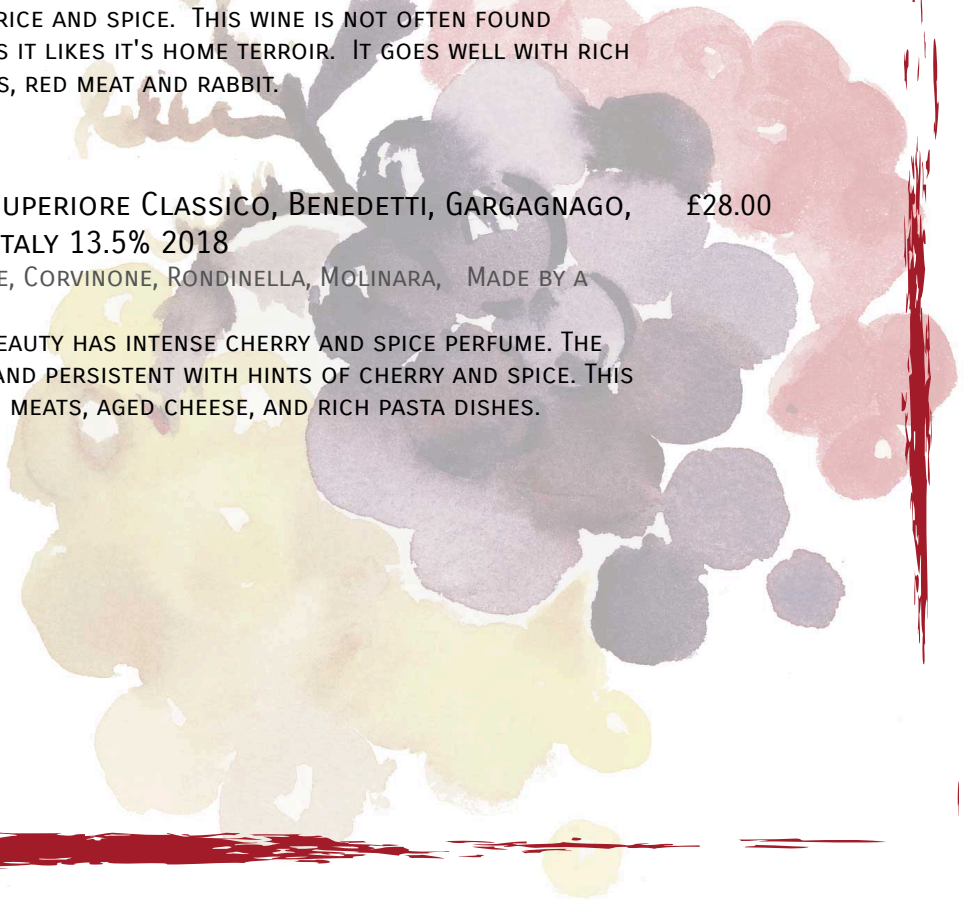 RICE AND SPICE. THIS WINE IS NOT OFTEN FOUND
S IT LIKES IT'S HOME TERROIR. IT GOES WELL WITH RICH
S, RED MEAT AND RABBIT.
UPERIORE CLASSICO, BENEDETTI, GARGAGNAGO, £28.00
TALY 13.5% 2018
E, CORVINONE, RONDINELLA, MOLINARA, MADE BY A
EAUTY HAS INTENSE CHERRY AND SPICE PERFUME. THE
AND PERSISTENT WITH HINTS OF CHERRY AND SPICE. THIS
MEATS, AGED CHEESE, AND RICH PASTA DISHES.